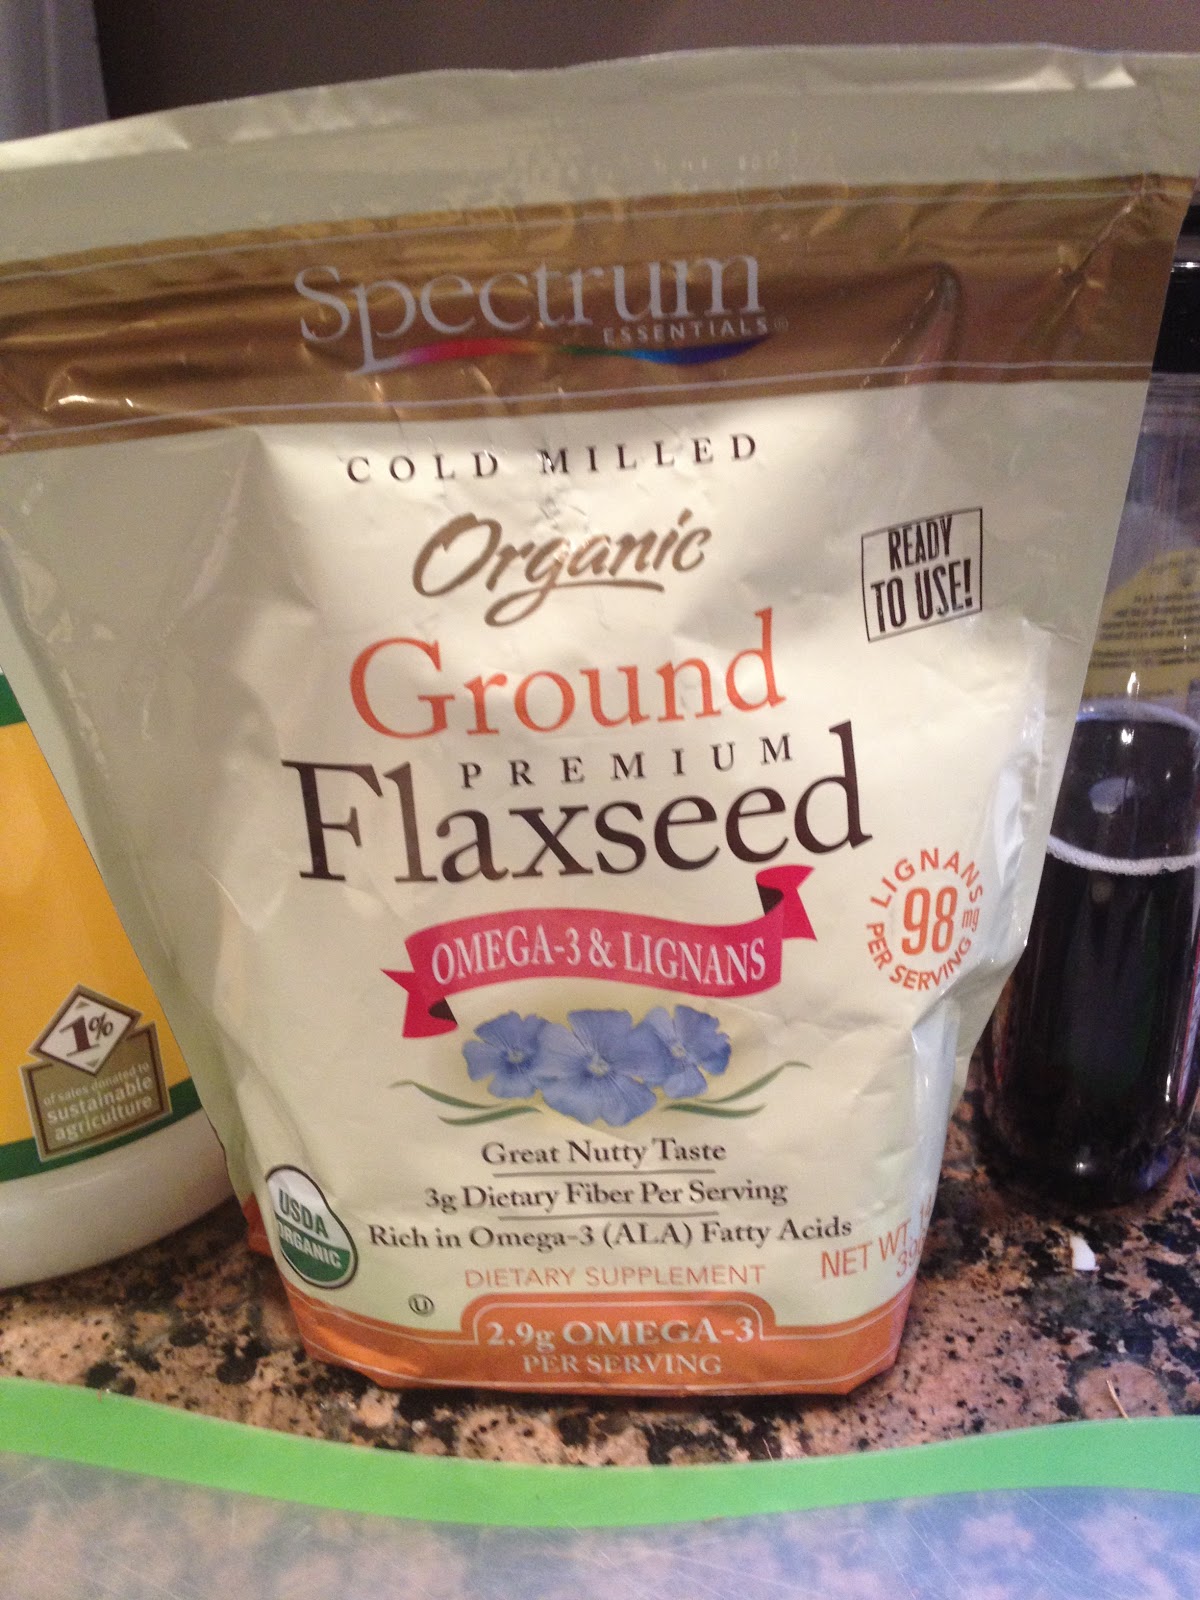 Spectrum
ESSENTIALS®
COLD MILLED
Organic
READY
TO USE!
Ground
PREMIUM
Flaxseed
OMEGA-3 & LIGNANS
LIGNANS
98 mg
PER SERVING
1%
of sales donated to
sustainable
agriculture
Great Nutty Taste
3g Dietary Fiber Per Serving
Rich in Omega-3 (ALA) Fatty Acids
USDA
ORGANIC
DIETARY SUPPLEMENT
NET WT.
U
2.9g OMEGA-3
PER SERVING